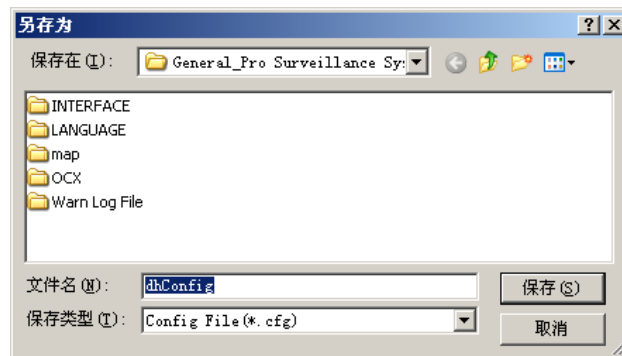 另存为
保存在(I): General_Pro Surveillance Sy
INTERFACE
LANGUAGE
map
OCX
Warn Log File
文件名(N): dhConfig 保存(S)
保存类型(T): Config File(*.cfg) 取消